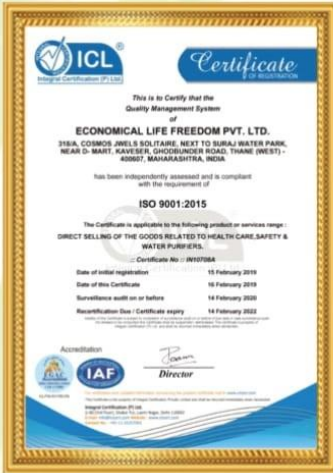 ICL
Integral Certification (P) Ltd.
Certificate
OF REGISTRATION
This is to Certify that the
Quality Management System
of
ECONOMICAL LIFE FREEDOM PVT. LTD.
318/A, COSMOS JWELS SOLITAIRE, NEXT TO SURAJ WATER PARK,
NEAR D- MART, KAVESER, GHODBUNDER ROAD, THANE (WEST) -
400607, MAHARASHTRA, INDIA
has been independently assessed and is compliant
with the requirement of
ISO 9001:2015
The Certificate is applicable to the following product or services range :
DIRECT SELLING OF THE GOODS RELATED TO HEALTH CARE,SAFETY &
WATER PURIFIERS.
Certificate No : IN10708A
Date of initial registration 15 February 2019
Date of this Certificate 16 February 2019
Surveillance audit on or before 14 February 2020
Recertification Due / Certificate expiry 14 February 2022
Accreditation
IAF
Director
Integral Certification (P) Ltd.